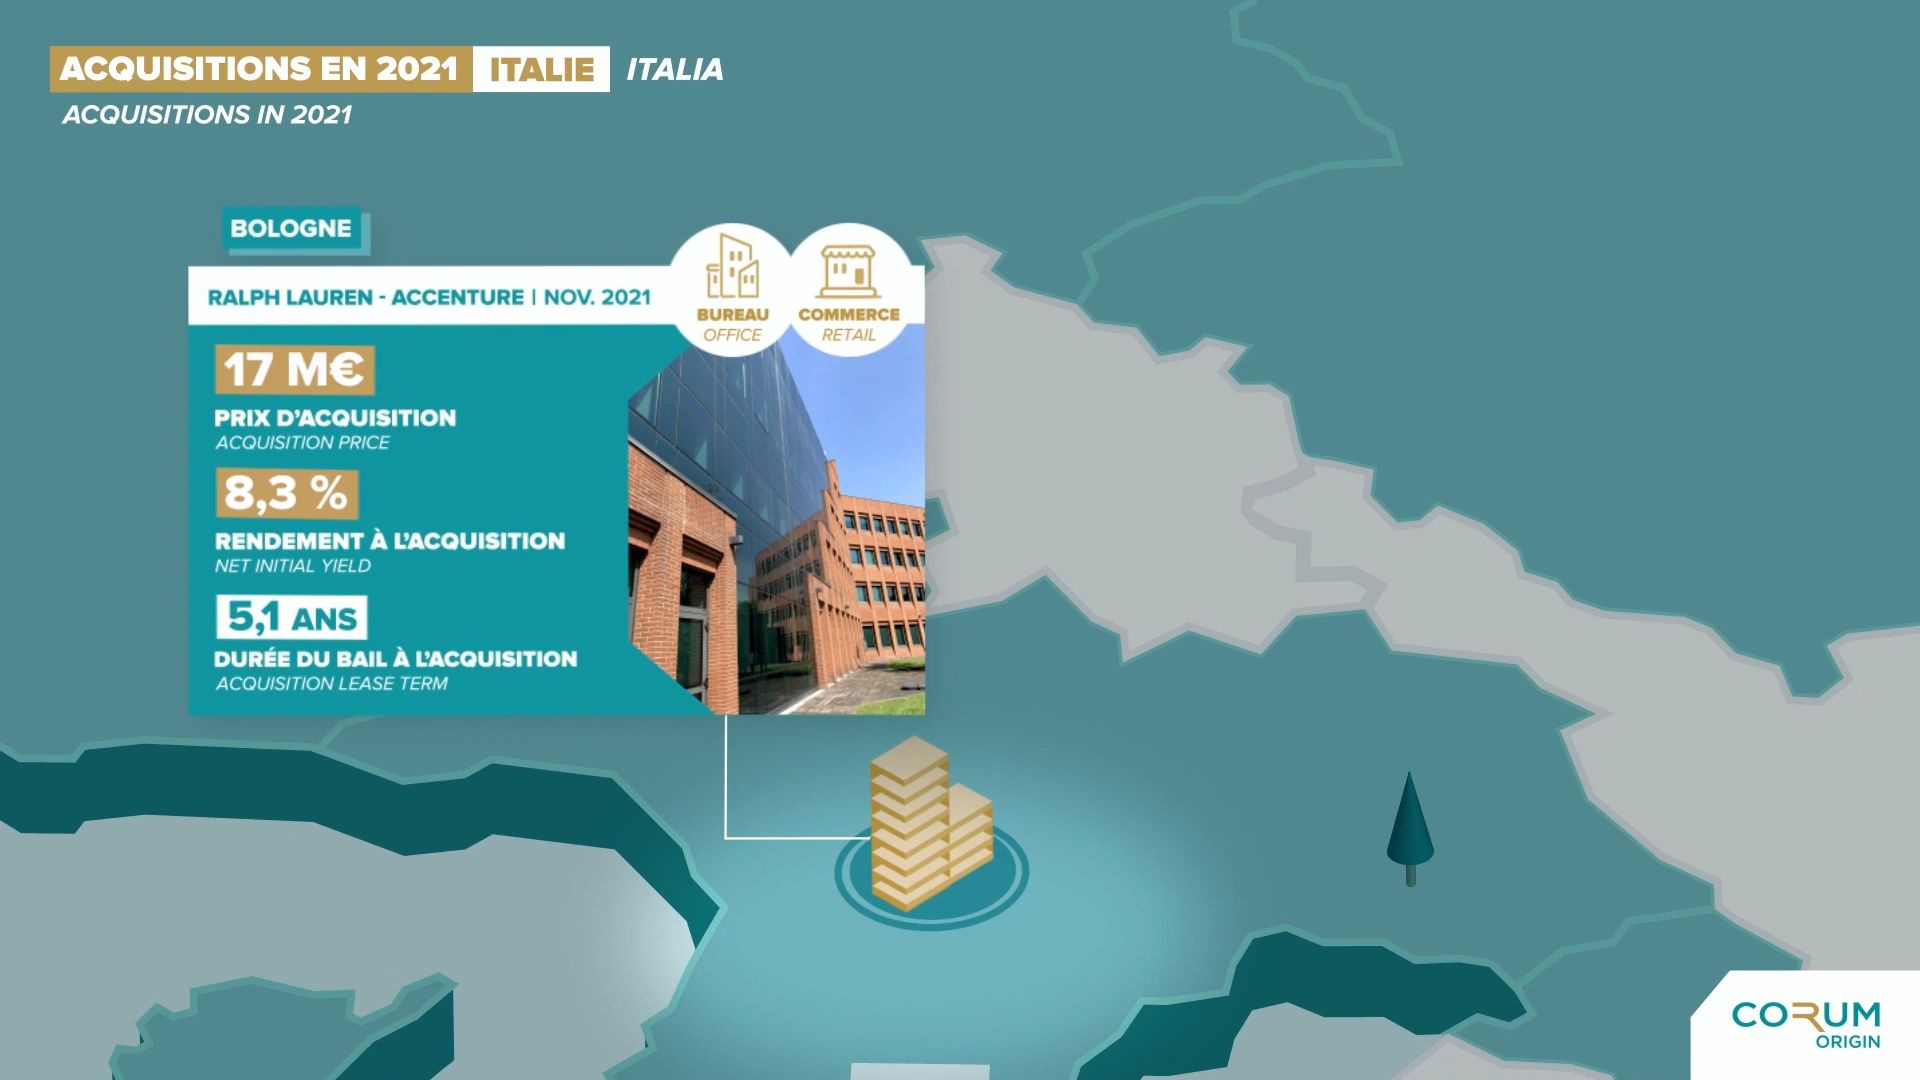 ACQUISITIONS EN 2021 ITALIE ITALIA
ACQUISITIONS IN 2021
BOLOGNE
RALPH LAUREN - ACCENTURE | NOV. 2021
BUREAU
OFFICE
COMMERCE
RETAIL
17 M€
PRIX D'ACQUISITION
ACQUISITION PRICE
8,3 %
RENDEMENT À L'ACQUISITION
NET INITIAL YIELD
5,1 ANS
DURÉE DU BAIL À L'ACQUISITION
ACQUISITION LEASE TERM
CORUM
ORIGIN